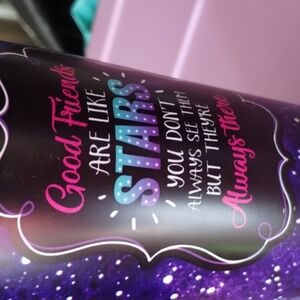 Good Friends
ARE LIKE
STARS
YOU DON'T
ALWAYS SEE THEM
BUT THEY'RE
Always there